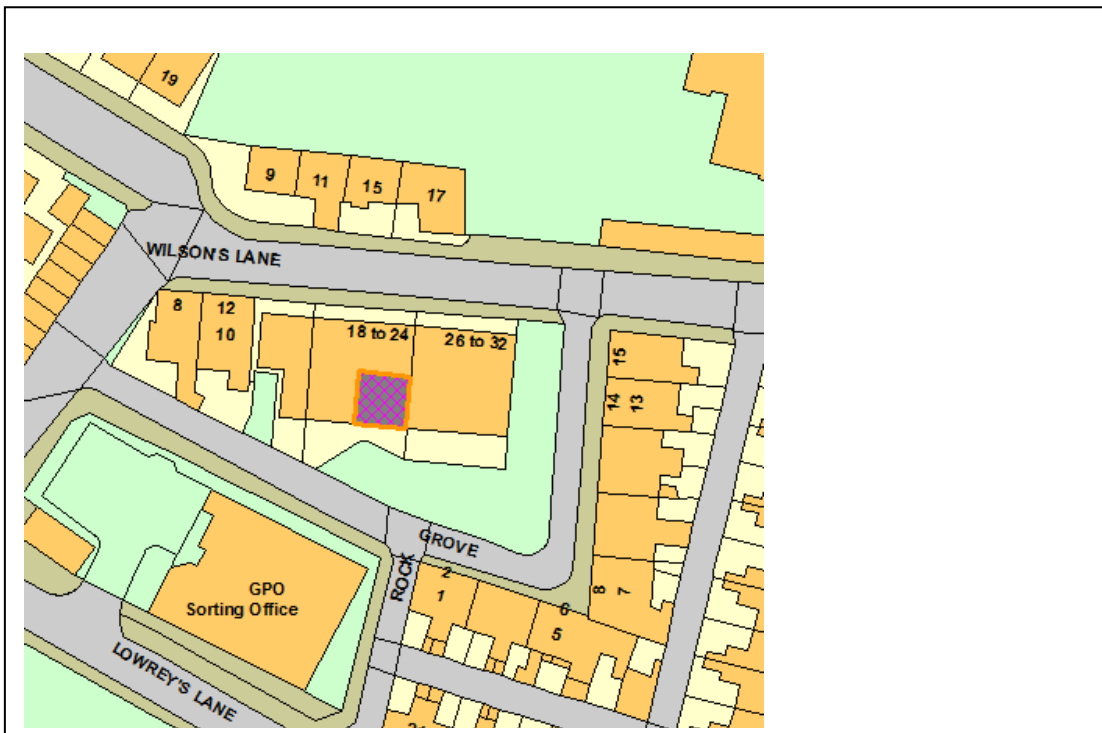 19
9
11
15
17
WILSON'S LANE
8
12
10
18 to 24
26 to 32
15
14
13
GROVE
ROCK
2
1
6
5
8
7
GPO
Sorting Office
LOWREY'S LANE